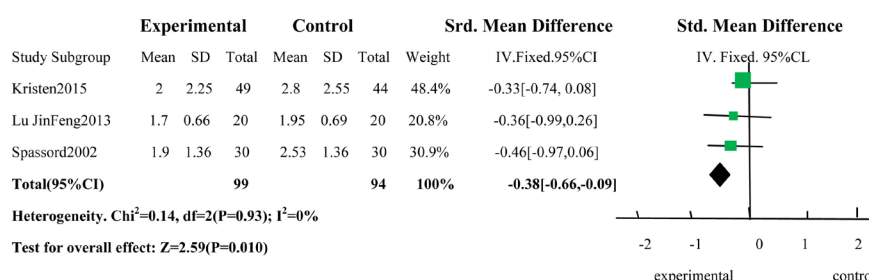 Experimental Control Srd. Mean Difference Std. Mean Difference
Study Subgroup Mean SD Total Mean Total Weight IV.Fixed.95%CI IV. Fixed. 95%CL
Kristen2015 2 2.25 49 2.8 2.55 44 48.4% -0.33[-0.74, 0.08]
Lu JinFeng2013 1.7 0.66 20 1.95 0.69 20 20.8% -0.36[-0.99,0.26]
Spassord2002 1.9 1.36 30 2.53 1.36 30 30.9% -0.46[-0.97,0.06]
Total(95%CI) 99 94 100% -0.38[-0.66,-0.09]
Heterogeneity. Chi²=0.14, df=2(P=0.93); I²=0%
Test for overall effect: Z=2.59(P=0.010)
-2 -1 0 1 2
experimental